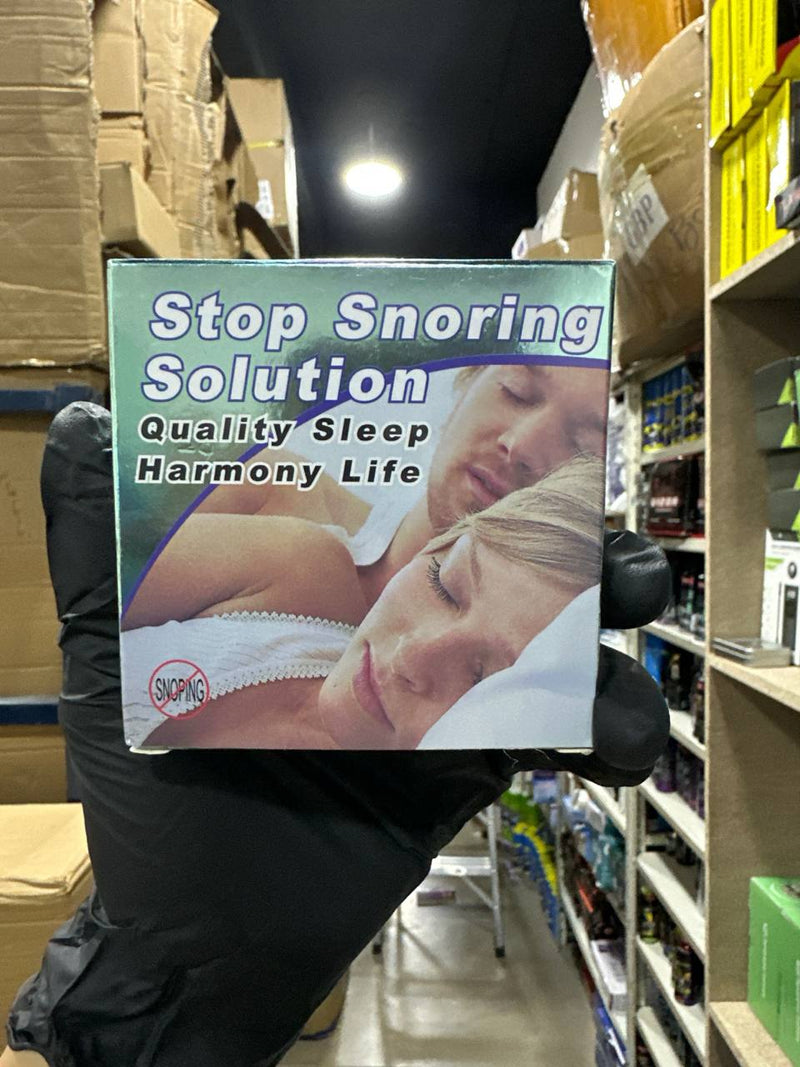 Stop Snoring
Solution
Quality Sleep
Harmony Life
SNOPING